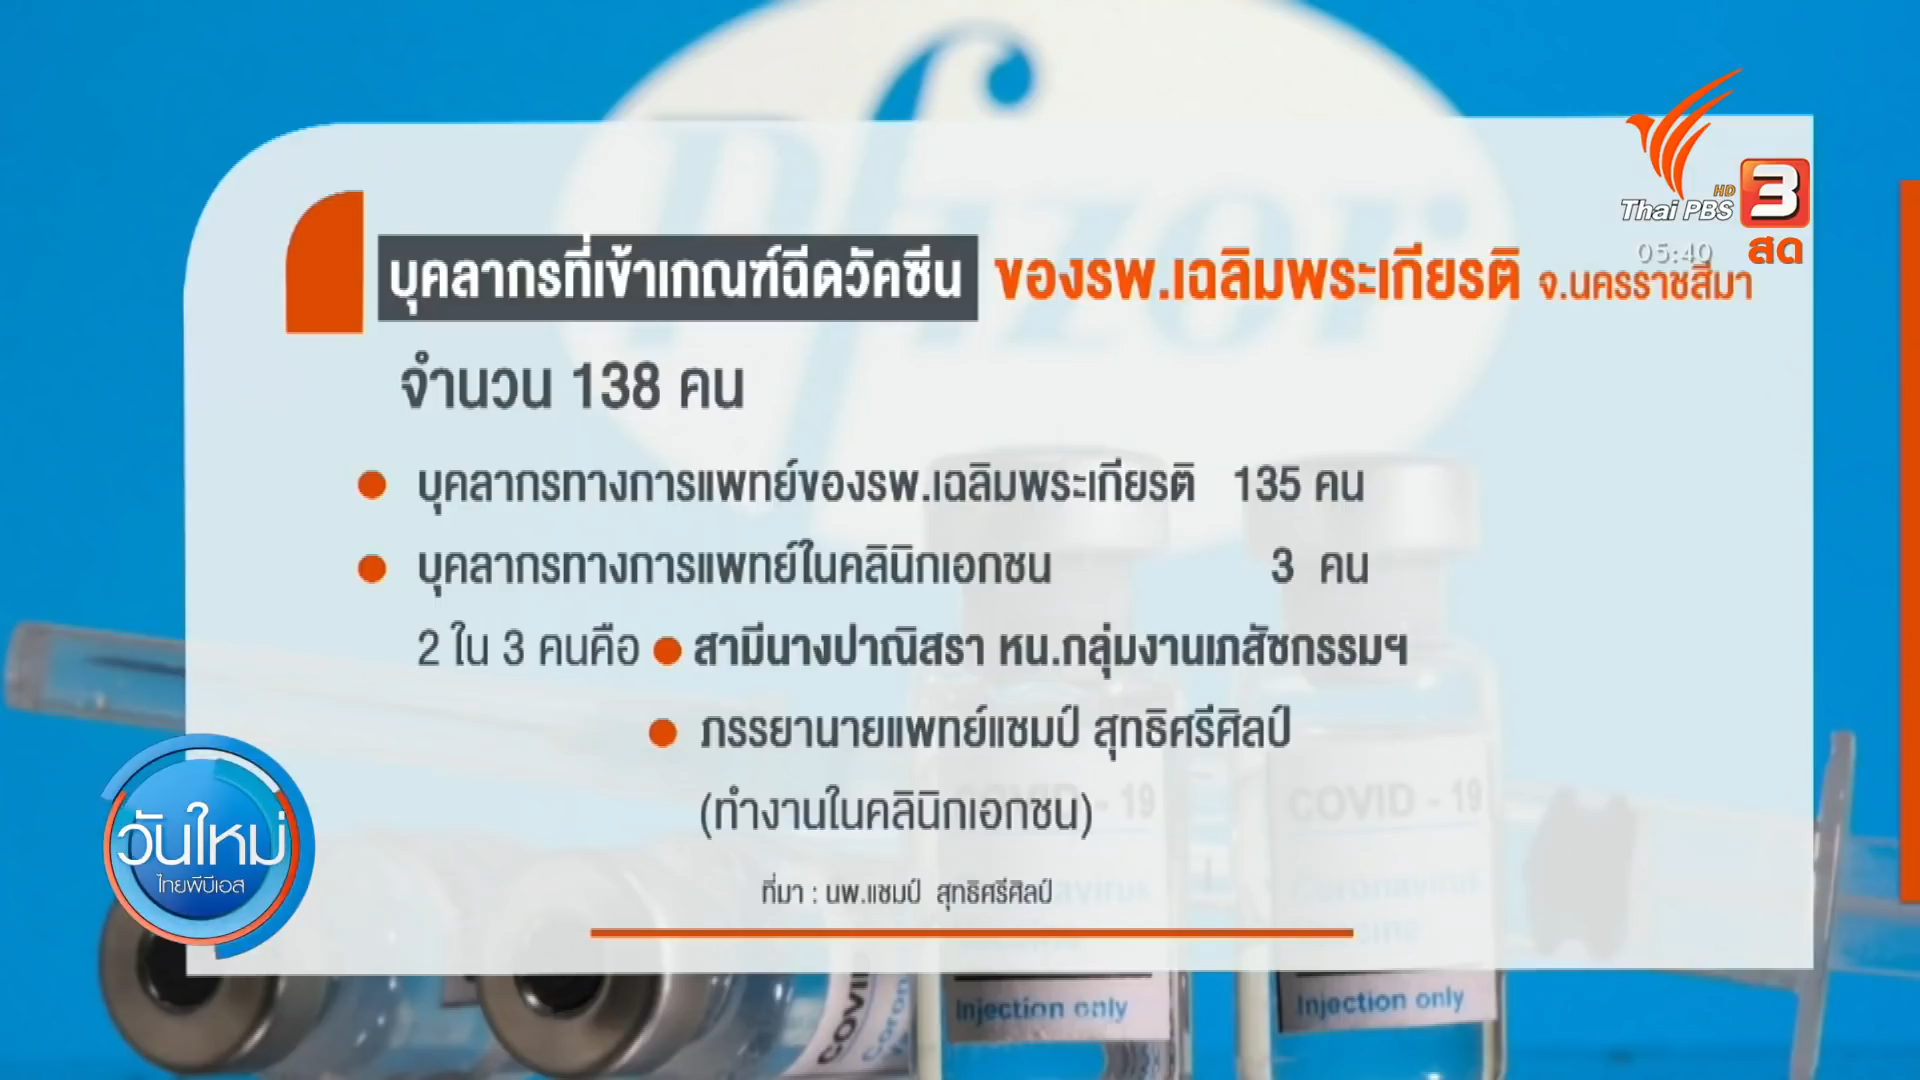 Pfizer
Thai PBS HD 3
05:40 สด
บุคลากรที่เข้าเกณฑ์ฉีดวัคซีน ของรพ.เฉลิมพระเกียรติ จ.นครราชสีมา
จำนวน 138 คน
บุคลากรทางการแพทย์ของรพ.เฉลิมพระเกียรติ 135 คน
บุคลากรทางการแพทย์ในคลินิกเอกชน 3 คน
2 ใน 3 คนคือ สามีนางปาณิสรา หน.กลุ่มงานเภสัชกรรมฯ
ภรรยานายแพทย์แชมป์ สุทธิศรีศิลป์
(ทำงานในคลินิกเอกชน)
ที่มา : นพ.แชมป์ สุทธิศรีศิลป์
วันใหม่
ไทยพีบีเอส
COVID - 19
COVID - 19
Coronavirus
Injection only
Injection only
COVID